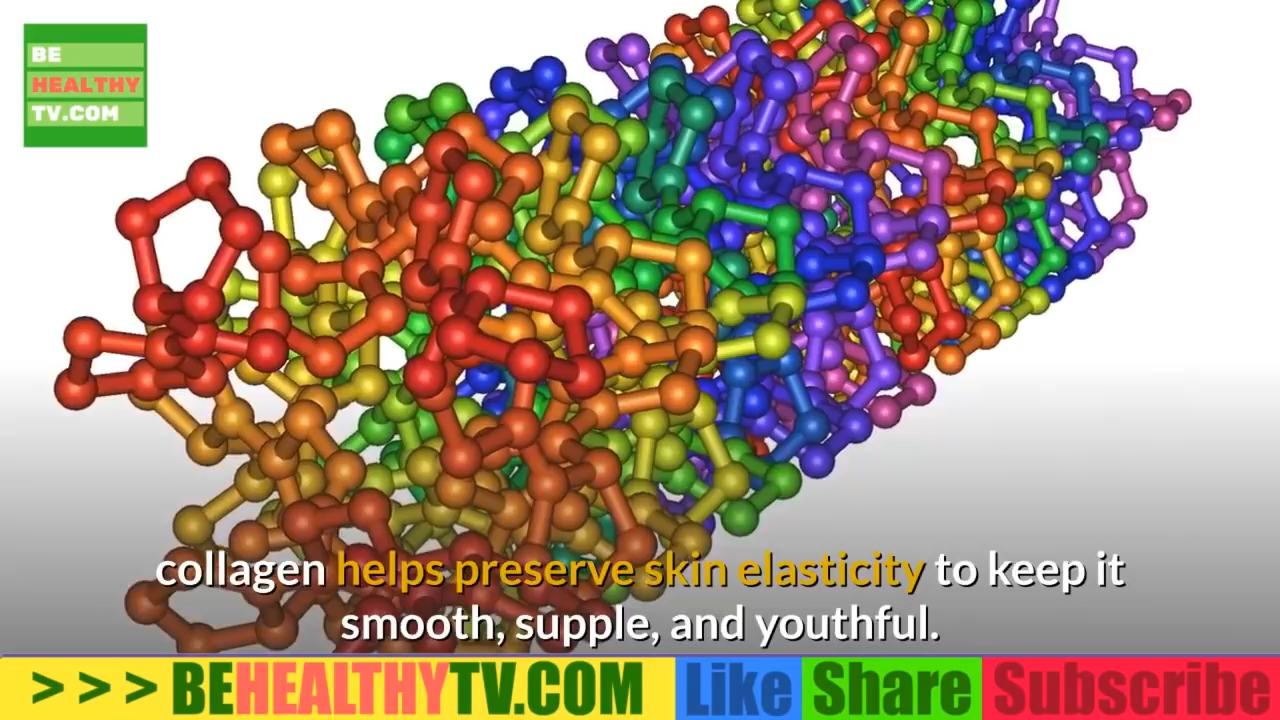 BE
HEALTHY
TV.COM
collagen helps preserve skin elasticity to keep it
smooth, supple, and youthful.
> > > BEHEALTHYTV.COM Like Share Subscribe